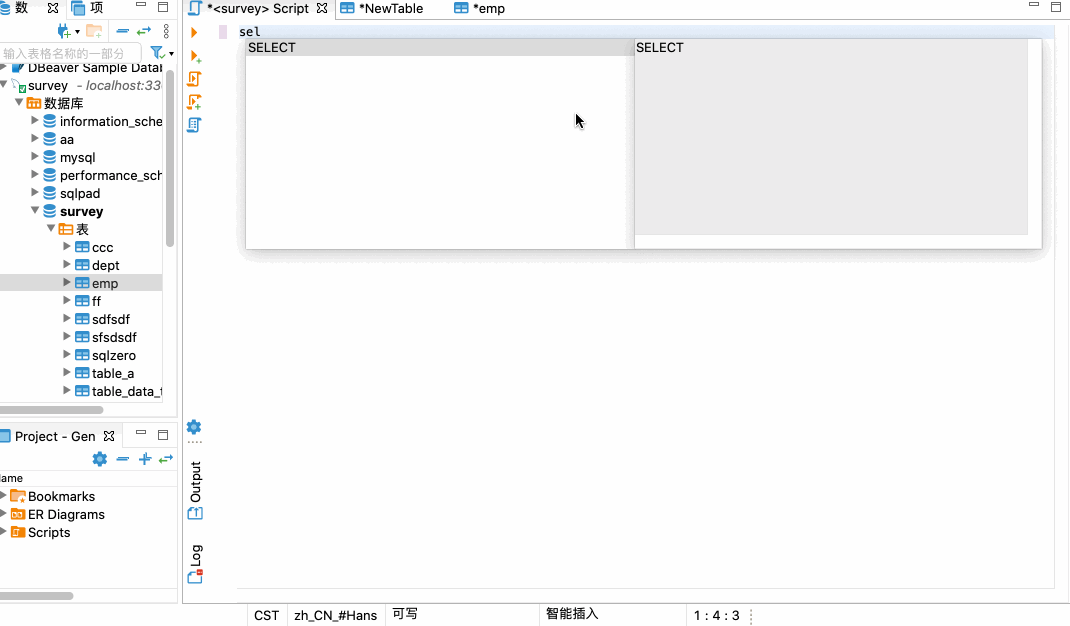 数
项
*<survey> Script
*NewTable
*emp
输入表格名称的一部分
DBeaver Sample Datab
survey - localhost:33
数据库
information_sche
aa
mysql
performance_sch
sqlpad
survey
表
ccc
dept
emp
ff
sdfsdf
sfsdsdf
sqlzero
table_a
table_data_t
sel
SELECT
SELECT
Project - Gen
lame
Bookmarks
ER Diagrams
Scripts
Output
Log
CST
zh_CN_#Hans
可写
智能插入
1 : 4 : 3